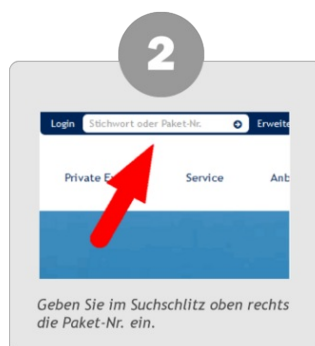 2
Login Stichwort oder Paket-Nr. Erweite
Private E Service Anb
Geben Sie im Suchschlitz oben rechts
die Paket-Nr. ein.